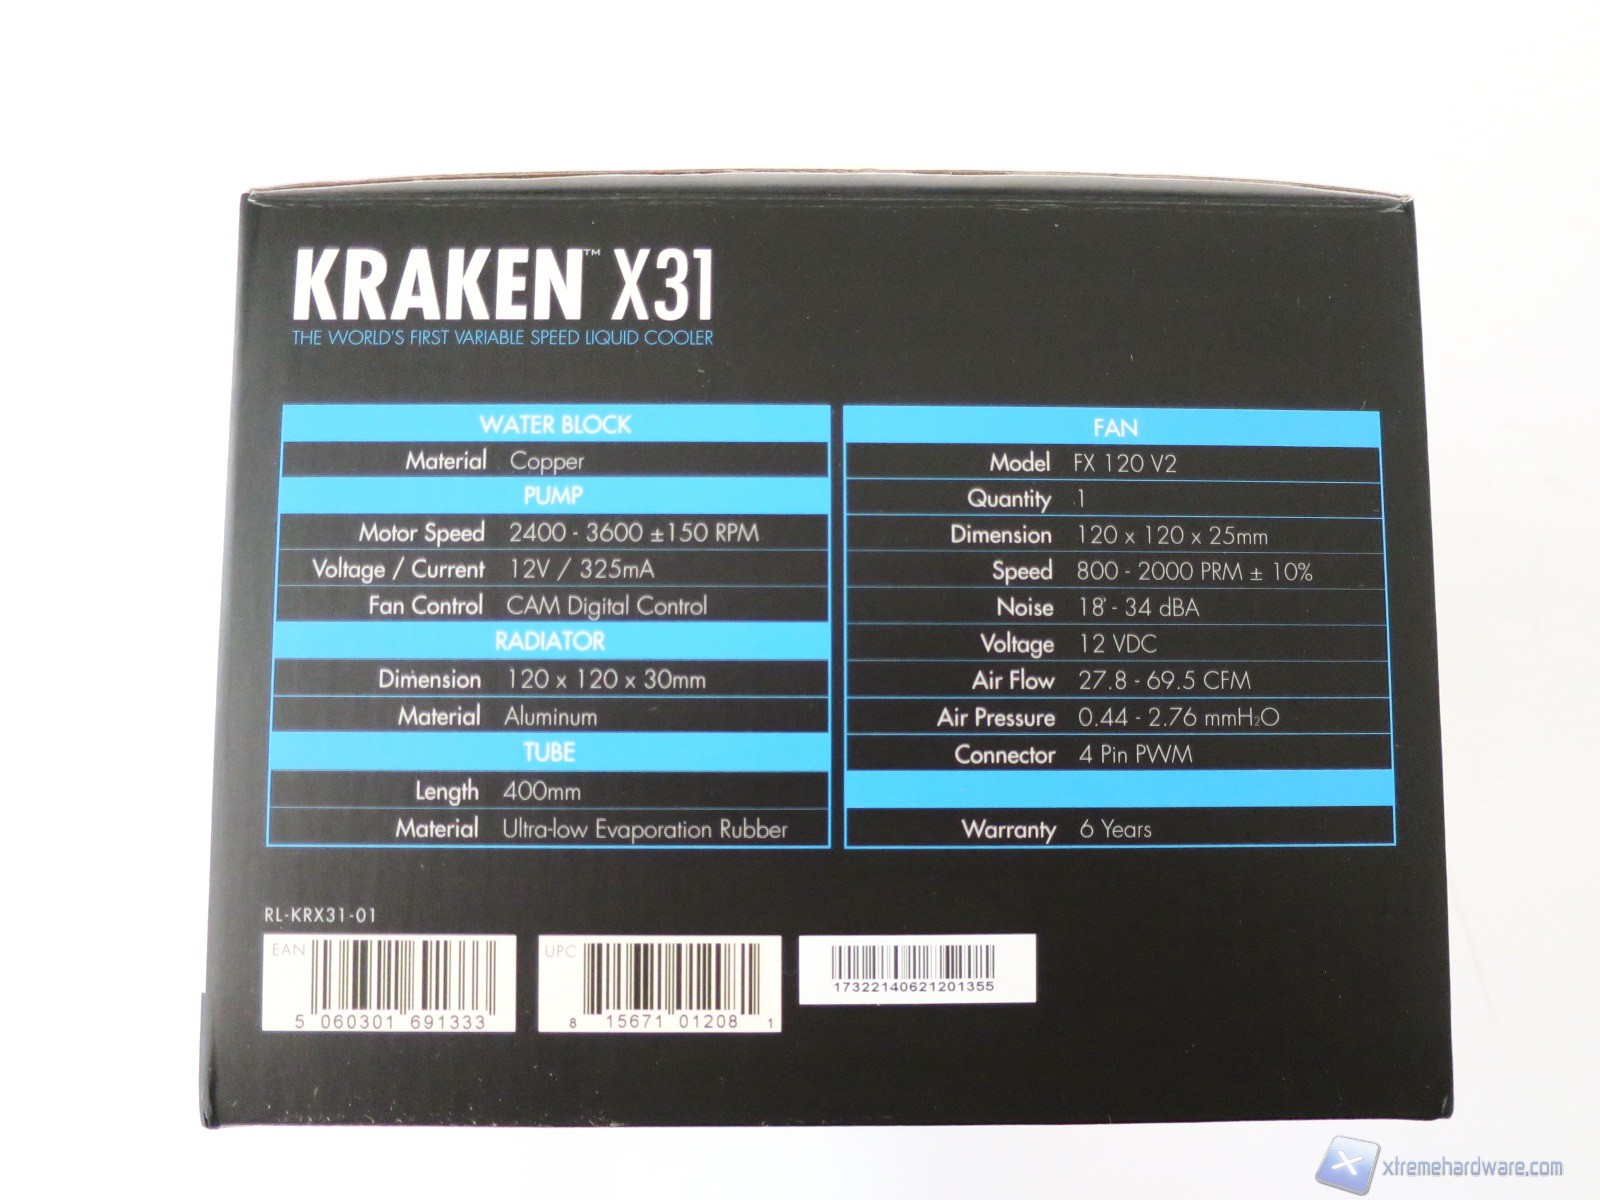 KRAKEN™ X31
THE WORLD'S FIRST VARIABLE SPEED LIQUID COOLER
WATER BLOCK
Material Copper
PUMP
Motor Speed 2400 - 3600 ±150 RPM
Voltage / Current 12V / 325mA
Fan Control CAM Digital Control
RADIATOR
Dimension 120 x 120 x 30mm
Material Aluminum
TUBE
Length 400mm
Material Ultra-low Evaporation Rubber
FAN
Model FX 120 V2
Quantity 1
Dimension 120 x 120 x 25mm
Speed 800 - 2000 PRM ± 10%
Noise 18 - 34 dBA
Voltage 12 VDC
Air Flow 27.8 - 69.5 CFM
Air Pressure 0.44 - 2.76 mmH₂O
Connector 4 Pin PWM
Warranty 6 Years
RL-KRX31-01
EAN
5 060301 691333
UPC
8 15671 01208 1
17322140621201355
xtremehardware.com